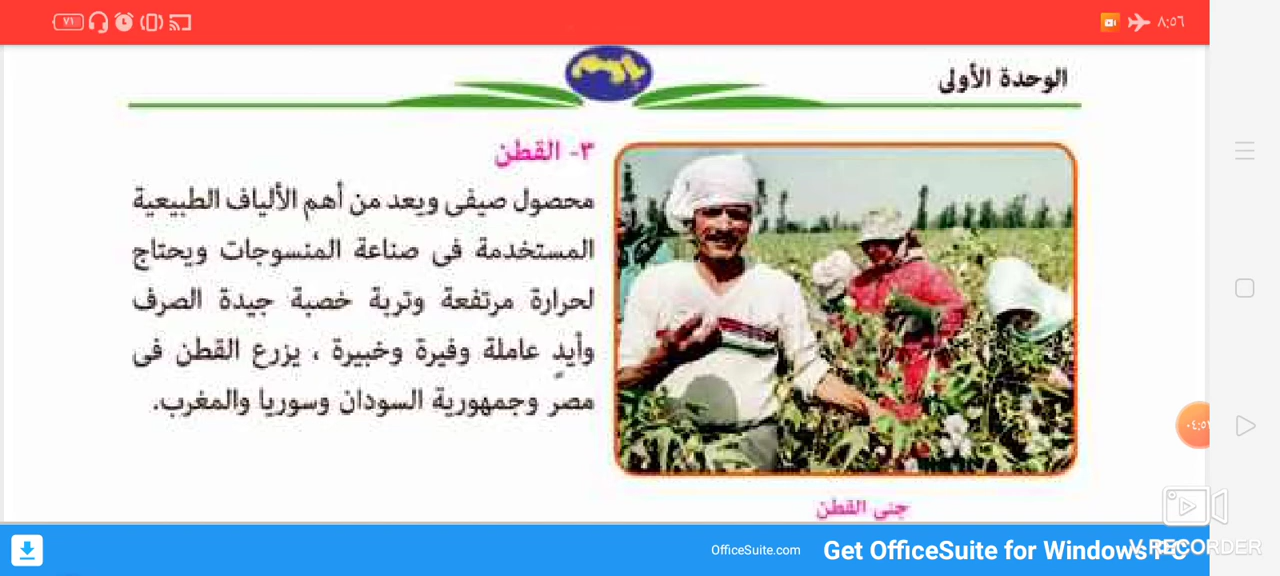 ٧١
٨:٥٦
الوحدة الأولى
٣- القطن
محصول صيفى ويعد من أهم الألياف الطبيعية
المستخدمة فى صناعة المنسوجات ويحتاج
لحرارة مرتفعة وتربة خصبة جيدة الصرف
وأيدٍ عاملة وفيرة وخبيرة ، يزرع القطن فى
مصر وجمهورية السودان وسوريا والمغرب.
جنى القطن
OfficeSuite.com
Get OfficeSuite for Windows PC
V RECORDER